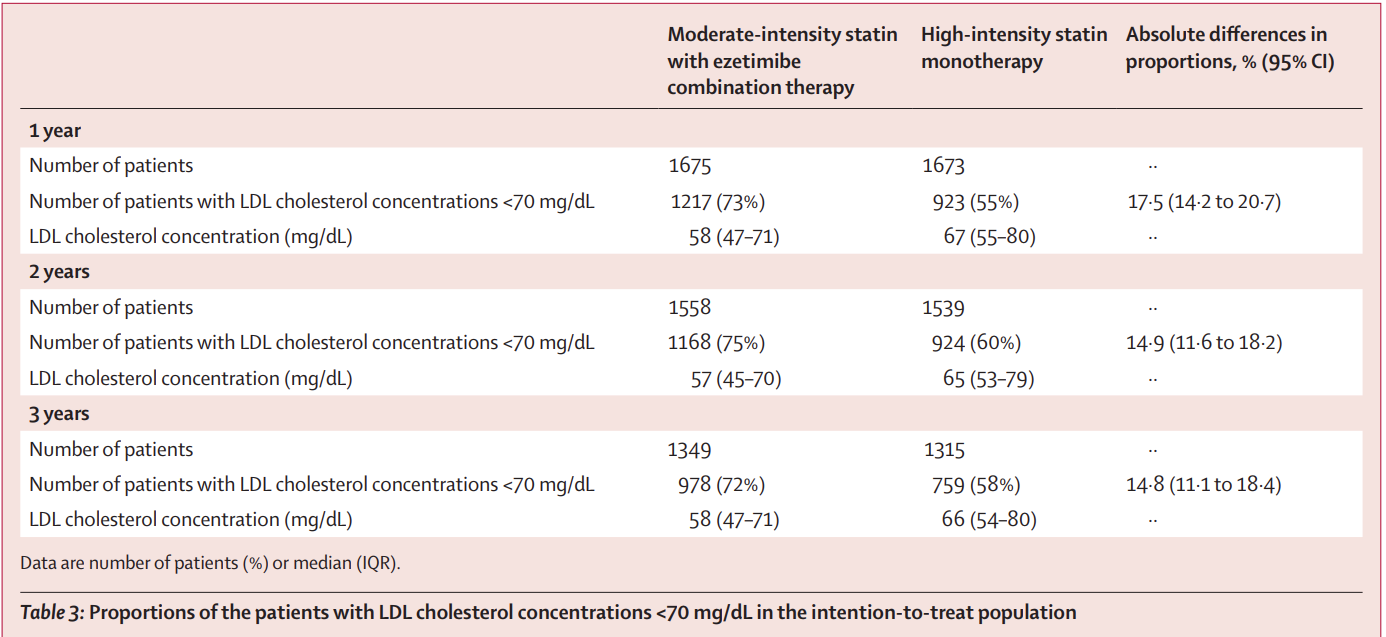 Moderate-intensity statin with ezetimibe combination therapy High-intensity statin monotherapy Absolute differences in proportions, % (95% CI)
1 year
Number of patients 1675 1673 ··
Number of patients with LDL cholesterol concentrations <70 mg/dL 1217 (73%) 923 (55%) 17·5 (14·2 to 20·7)
LDL cholesterol concentration (mg/dL) 58 (47–71) 67 (55–80) ··
2 years
Number of patients 1558 1539 ··
Number of patients with LDL cholesterol concentrations <70 mg/dL 1168 (75%) 924 (60%) 14·9 (11·6 to 18·2)
LDL cholesterol concentration (mg/dL) 57 (45–70) 65 (53–79) ··
3 years
Number of patients 1349 1315 ··
Number of patients with LDL cholesterol concentrations <70 mg/dL 978 (72%) 759 (58%) 14·8 (11·1 to 18·4)
LDL cholesterol concentration (mg/dL) 58 (47–71) 66 (54–80) ··
Data are number of patients (%) or median (IQR).
Table 3: Proportions of the patients with LDL cholesterol concentrations <70 mg/dL in the intention-to-treat population